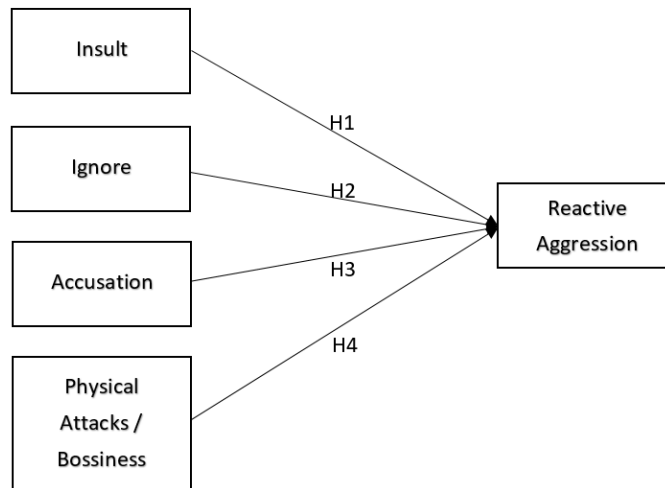 Insult
H1
Ignore
H2
Reactive
Aggression
Accusation
H3
H4
Physical
Attacks /
Bossiness